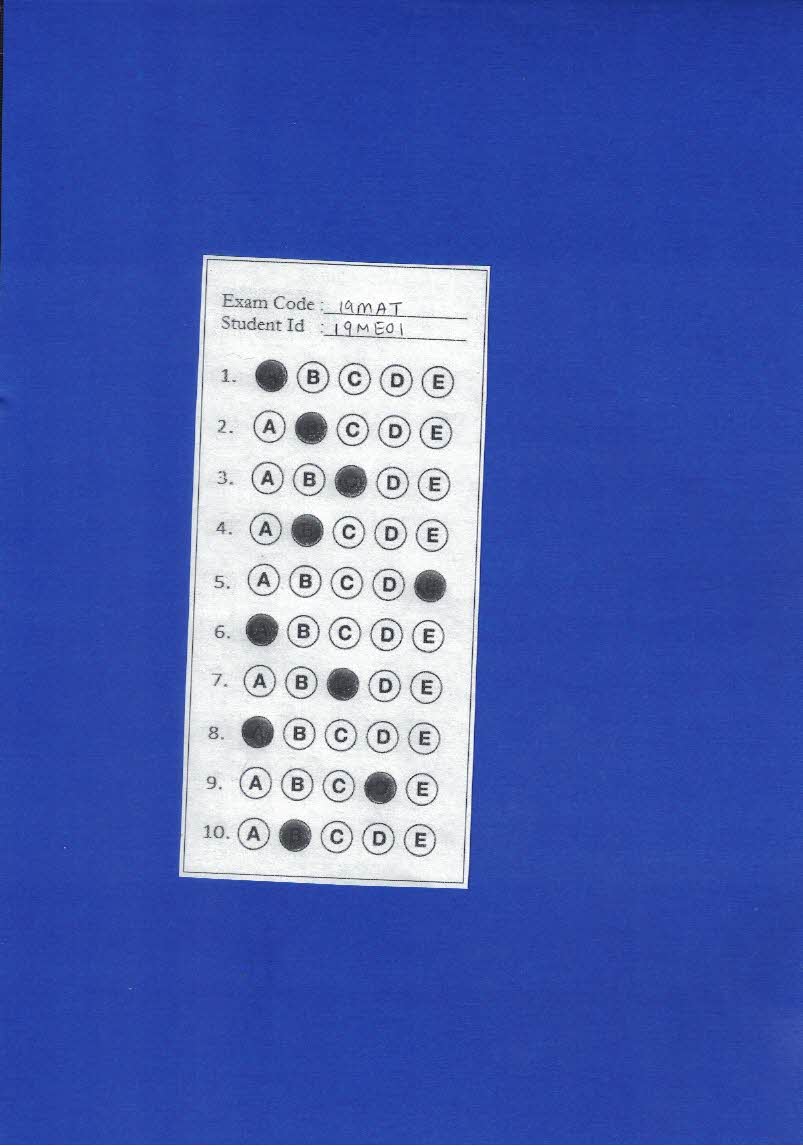 Exam Code : 19MAT
Student Id : 19ME01
1. A B C D E
2. A B C D E
3. A B C D E
4. A B C D E
5. A B C D E
6. A B C D E
7. A B C D E
8. A B C D E
9. A B C D E
10. A B C D E